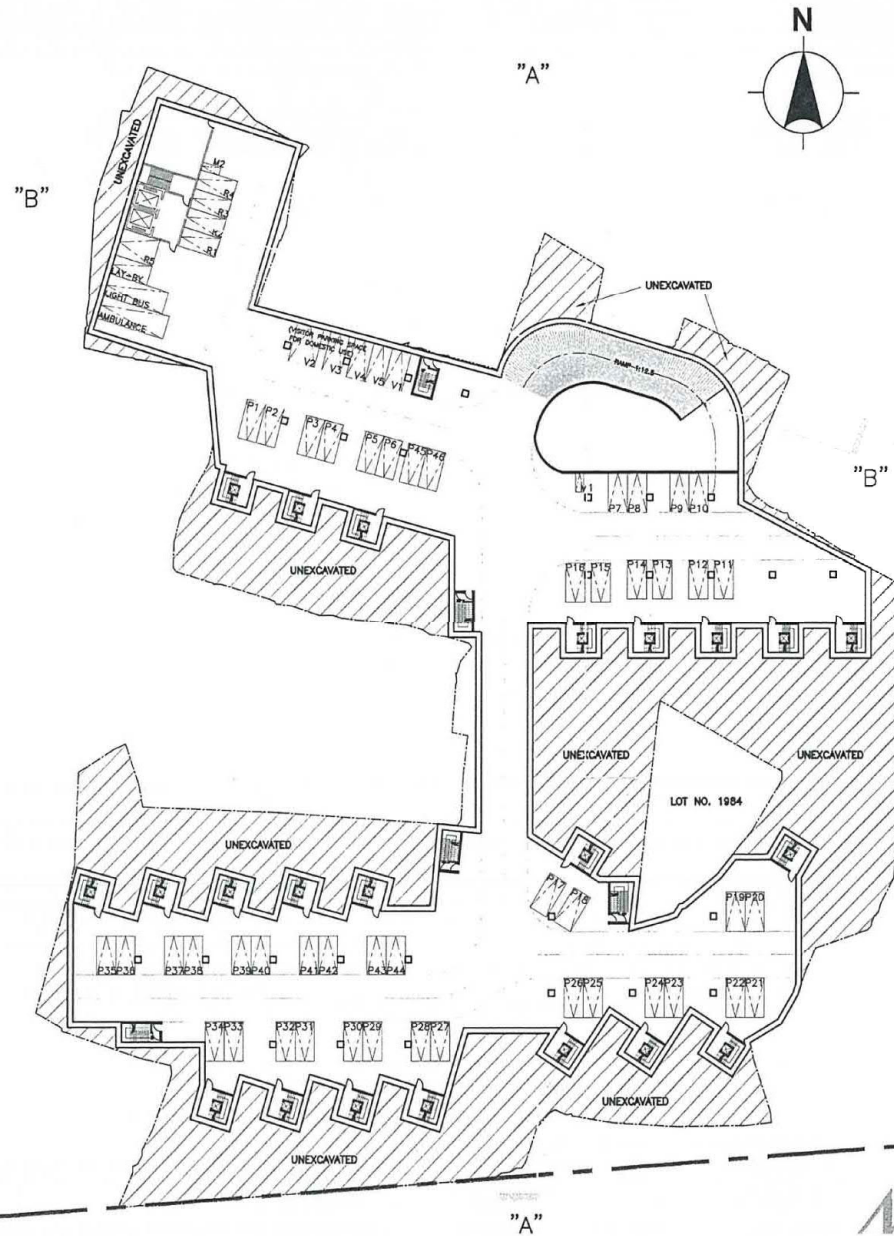 N
"A"
UNEXCAVATED
"B"
M2
R4
R3
R2
R1
R5
LAY-BY
LIGHT BUS
AMBULANCE
UNEXCAVATED
RAMP 1:12.5
(VISITOR PARKING SPACE
FOR DOMESTIC USE)
V2 V3 V4 V5 V1
P1 P2 P3 P4 P5 P6 P45 P46
"B"
P7 P8 P9 P10
UNEXCAVATED
P16 P15 P14 P13 P12 P11
UNEXCAVATED
UNEXCAVATED
LOT NO. 1984
UNEXCAVATED
P17 P18
P19 P20
P35 P36 P37 P38 P39 P40 P41 P42 P43 P44
P26 P25 P24 P23 P22 P21
P34 P33 P32 P31 P30 P29 P28 P27
UNEXCAVATED
UNEXCAVATED
"A"